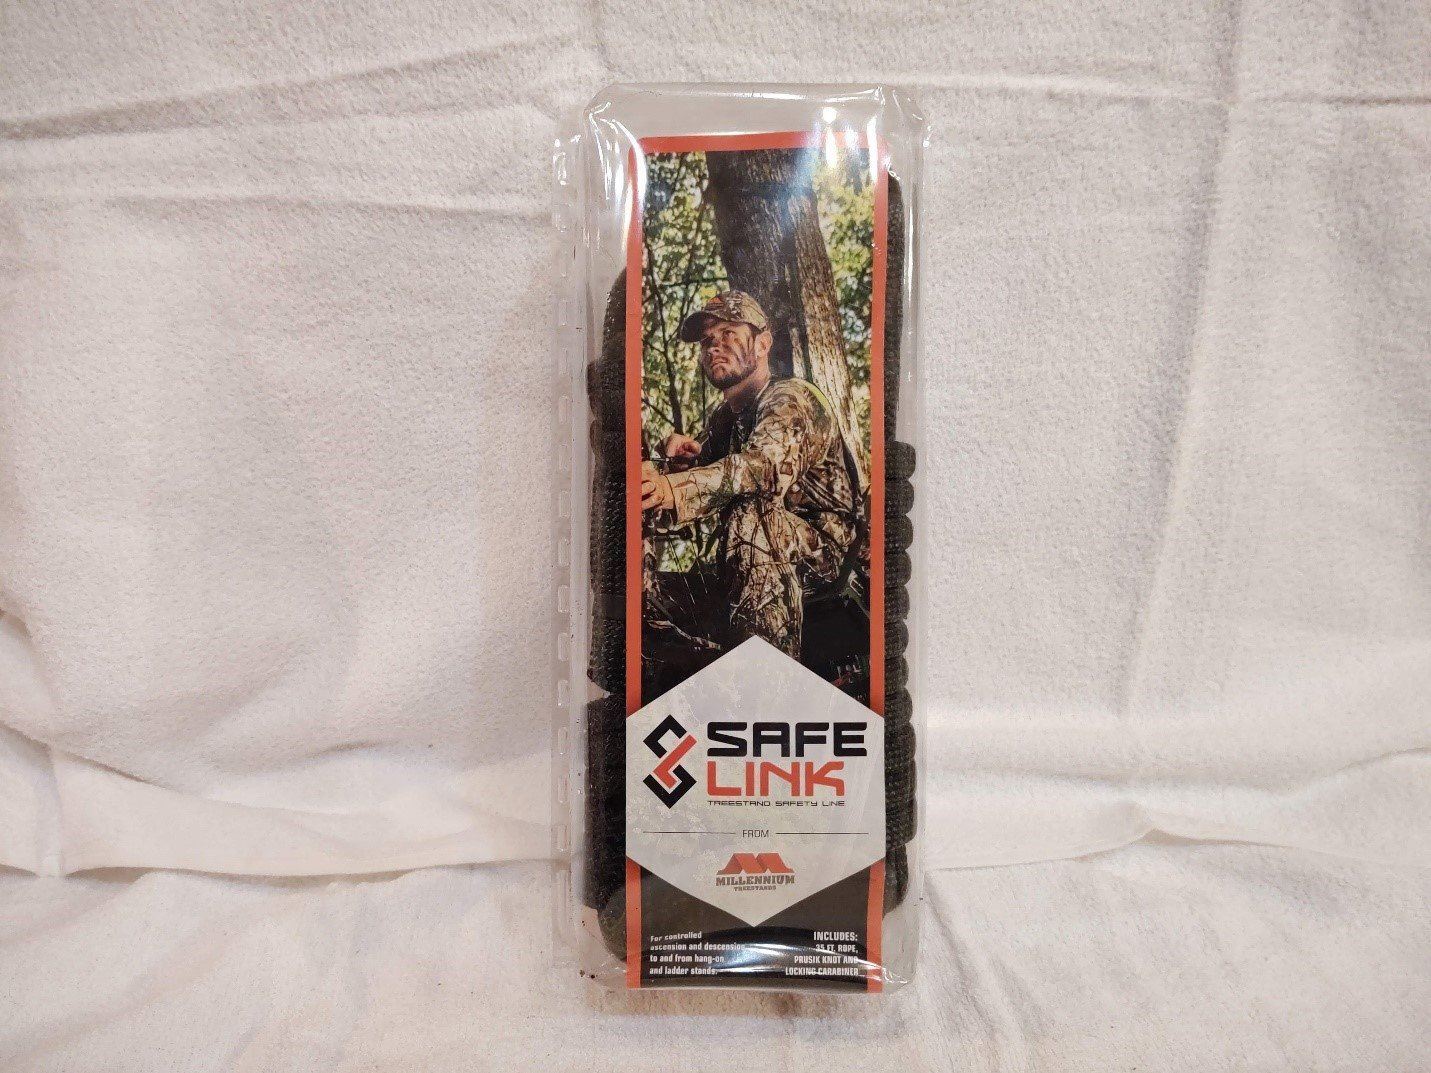 SAFE
LINK
TREESTAND SAFETY LINE
FROM
MILLENNIUM
TREESTANDS
For controlled
ascension and descension
to and from hang-on
and ladder stands.
INCLUDES:
35 FT. ROPE,
PRUSIK KNOT AND
LOCKING CARABINER